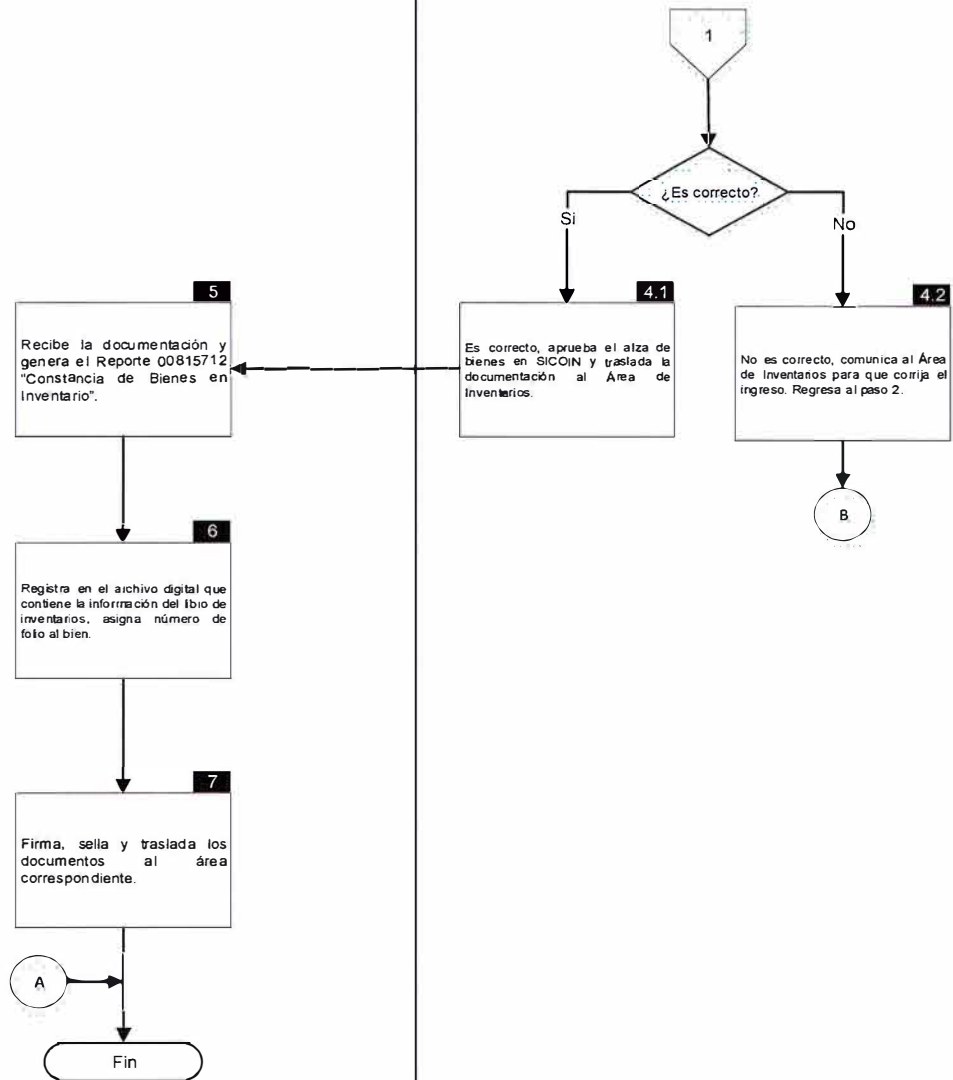 1
¿Es correcto?
Si
No
4.1
Es correcto, aprueba el alza de
bienes en SICOIN y traslada la
documentación al Área de
Inventarios.
4.2
No es correcto, comunica al Área
de Inventarios para que corrija el
ingreso. Regresa al paso 2.
B
5
Recibe la documentación y
genera el Reporte 00815712
"Constancia de Bienes en
Inventario".
6
Registra en el archivo digital que
contiene la información del libro de
inventarios, asigna número de
folio al bien.
7
Firma, sella y traslada los
documentos al área
correspondiente.
A
Fin